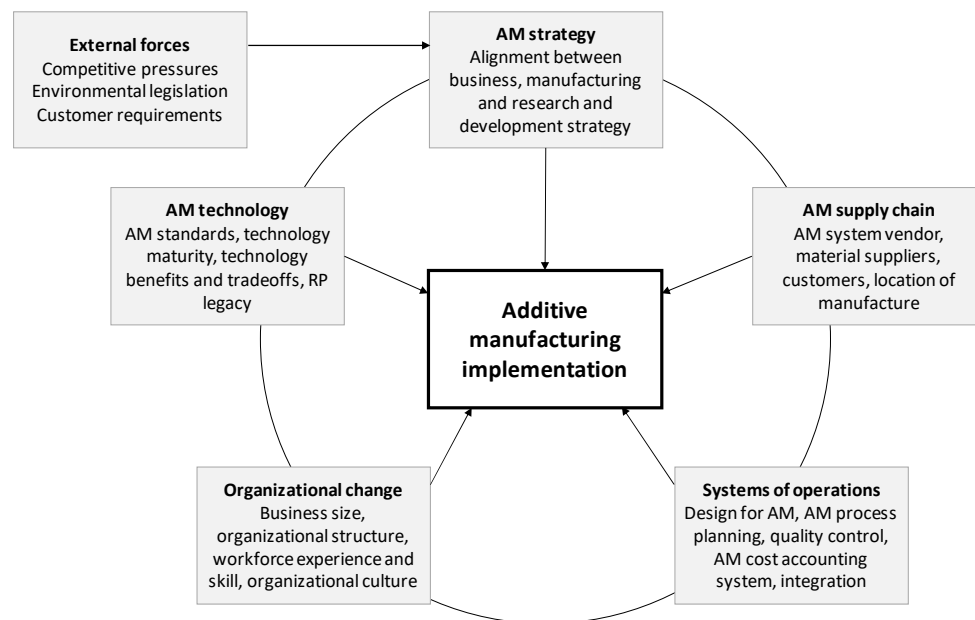 External forces
Competitive pressures
Environmental legislation
Customer requirements
AM strategy
Alignment between
business, manufacturing
and research and
development strategy
AM technology
AM standards, technology
maturity, technology
benefits and tradeoffs, RP
legacy
AM supply chain
AM system vendor,
material suppliers,
customers, location of
manufacture
Additive
manufacturing
implementation
Organizational change
Business size,
organizational structure,
workforce experience and
skill, organizational culture
Systems of operations
Design for AM, AM process
planning, quality control,
AM cost accounting
system, integration